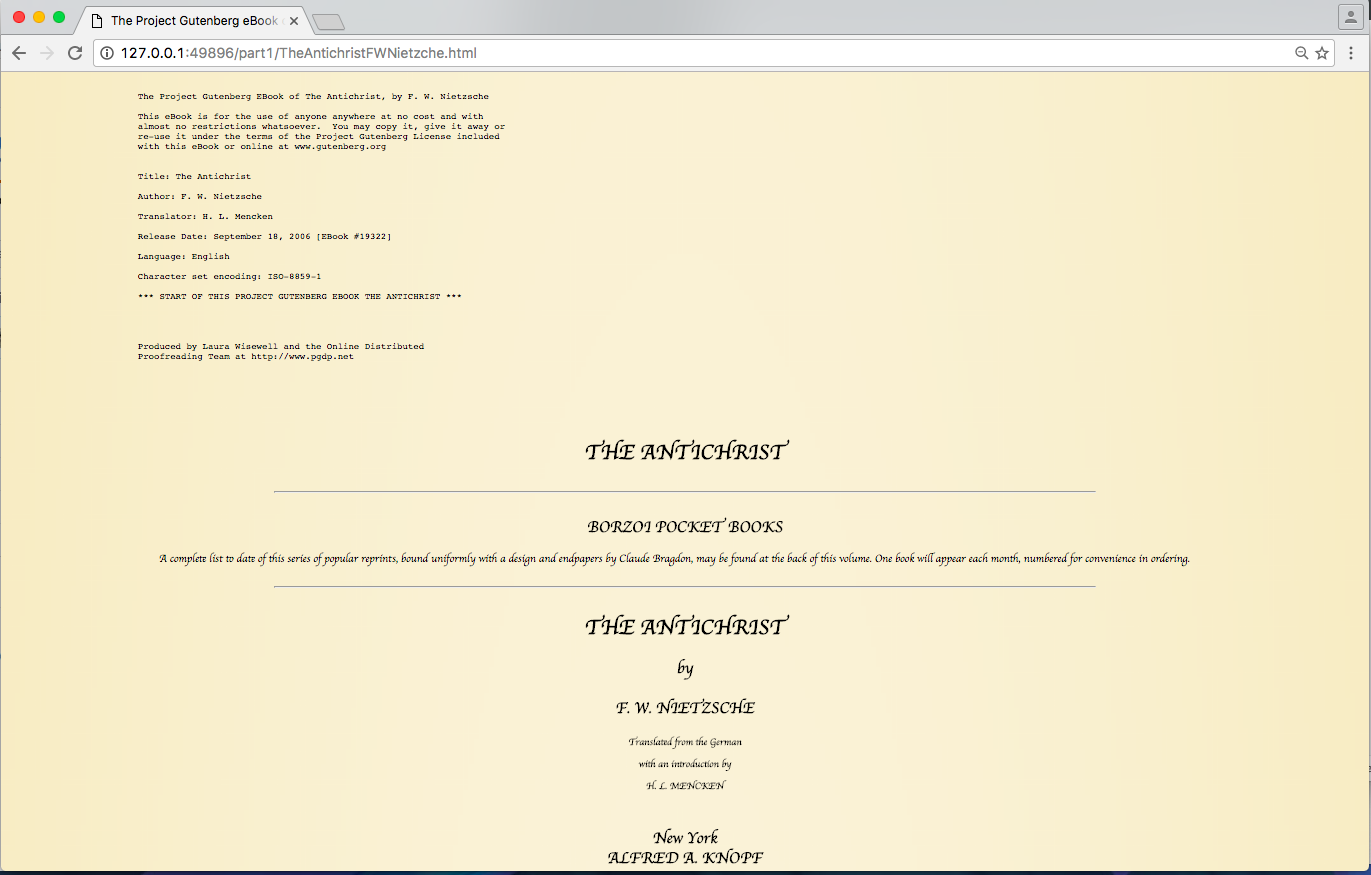 The Project Gutenberg eBook
127.0.0.1:49896/part1/TheAntichristFWNietzche.html
The Project Gutenberg EBook of The Antichrist, by F. W. Nietzsche
This eBook is for the use of anyone anywhere at no cost and with
almost no restrictions whatsoever.  You may copy it, give it away or
re-use it under the terms of the Project Gutenberg License included
with this eBook or online at www.gutenberg.org
Title: The Antichrist
Author: F. W. Nietzsche
Translator: H. L. Mencken
Release Date: September 18, 2006 [EBook #19322]
Language: English
Character set encoding: ISO-8859-1
*** START OF THIS PROJECT GUTENBERG EBOOK THE ANTICHRIST ***
Produced by Laura Wisewell and the Online Distributed
Proofreading Team at http://www.pgdp.net
THE ANTICHRIST
BORZOI POCKET BOOKS
A complete list to date of this series of popular reprints, bound uniformly with a design and endpapers by Claude Bragdon, may be found at the back of this volume. One book will appear each month, numbered for convenience in ordering.
THE ANTICHRIST
by
F. W. NIETZSCHE
Translated from the German
with an introduction by
H. L. MENCKEN
New York
ALFRED A. KNOPF